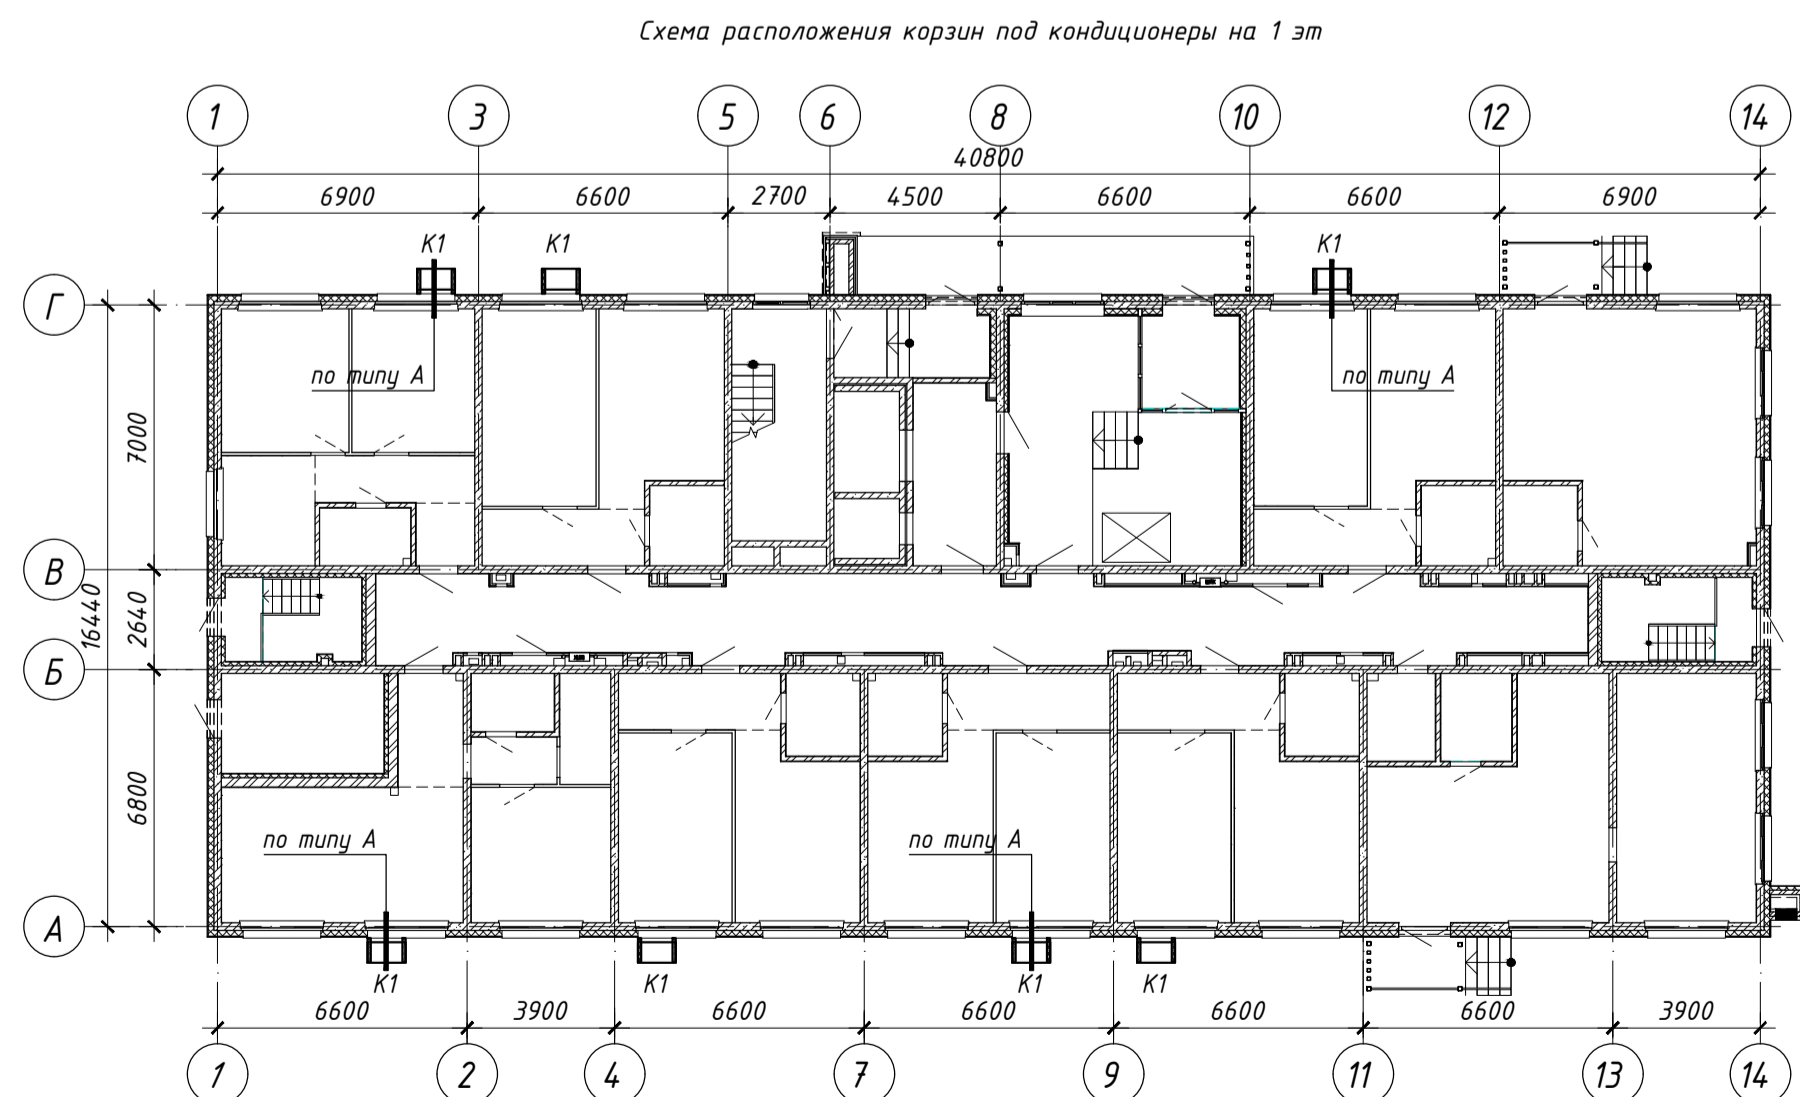 Схема расположения корзин под кондиционеры на 1 эт
1 3 5 6 8 10 12 14
40800
6900 6600 2700 4500 6600 6600 6900
К1 К1 К1
Г
по типу А по типу А
7000
В
16440 2640
Б
6800
по типу А по типу А
А
К1 К1 К1 К1
6600 3900 6600 6600 6600 6600 3900
1 2 4 7 9 11 13 14